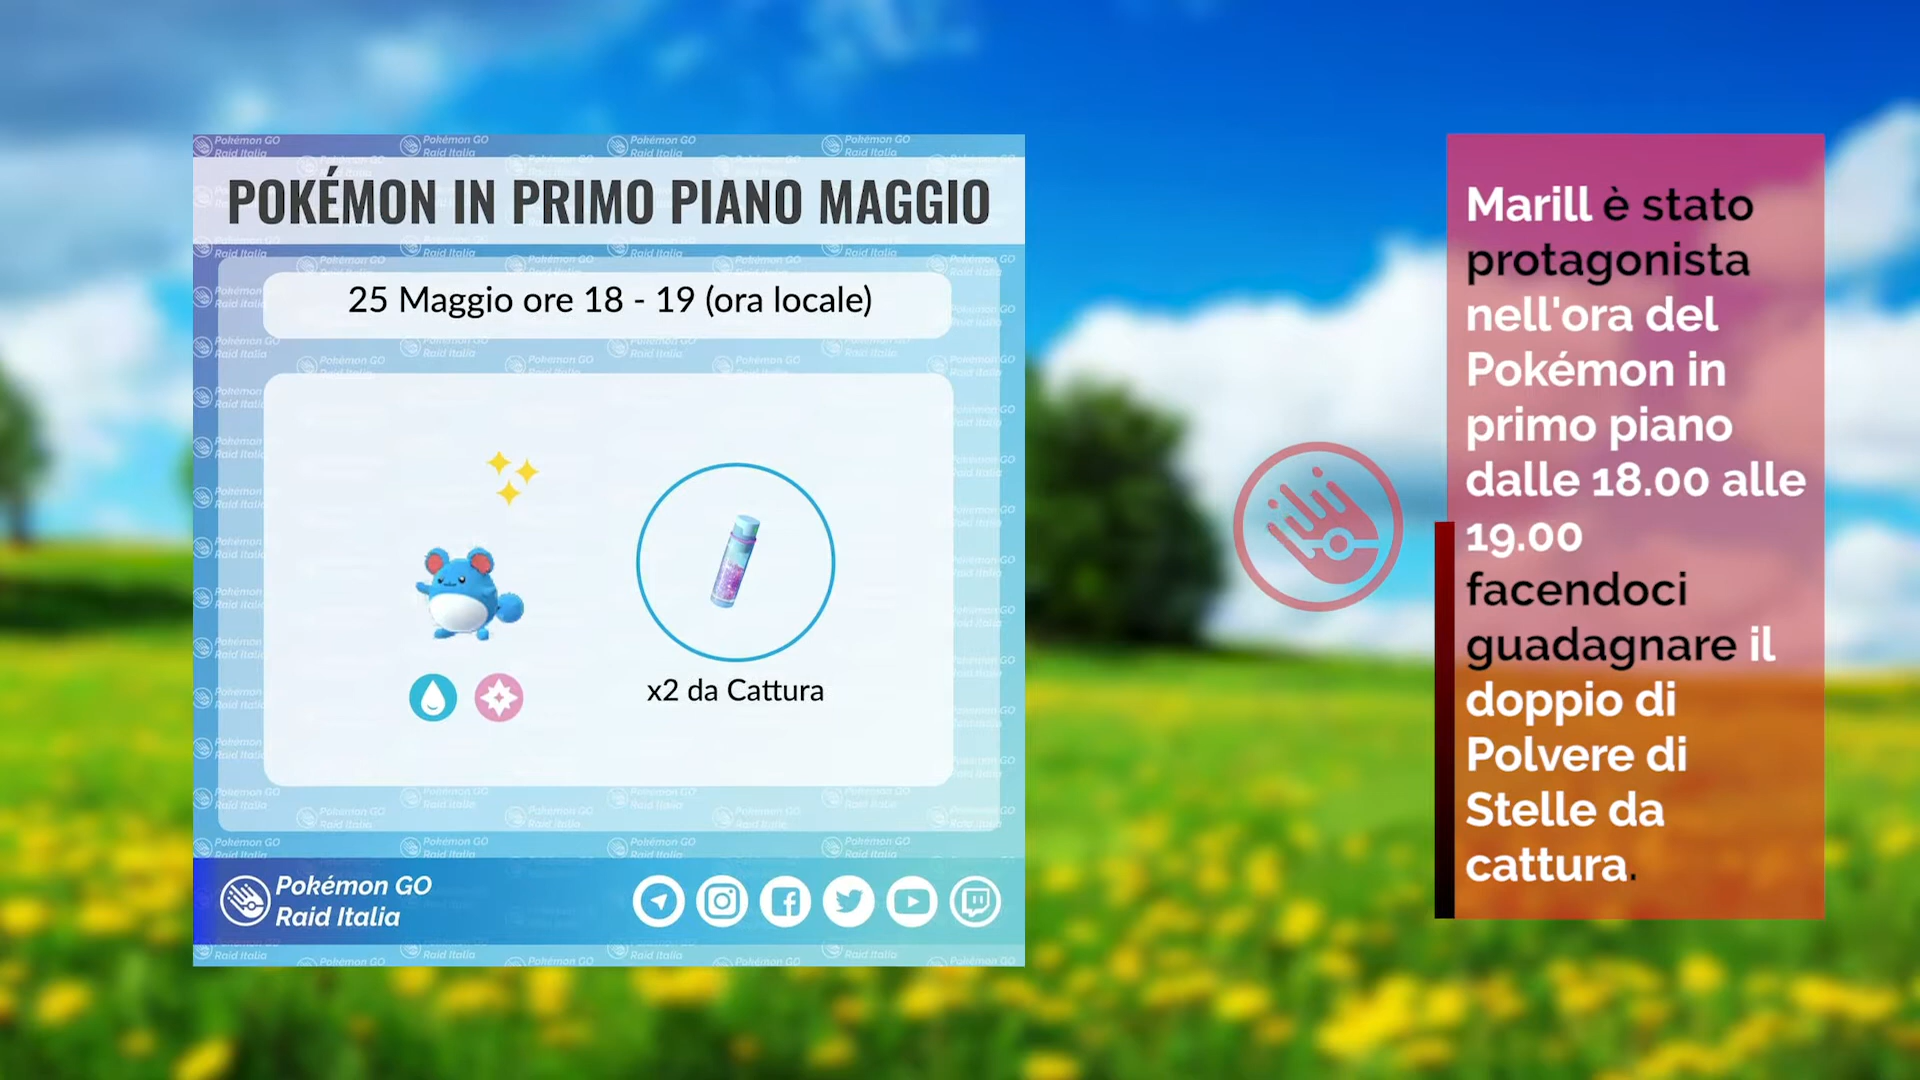 POKÉMON IN PRIMO PIANO MAGGIO
25 Maggio ore 18 - 19 (ora locale)
x2 da Cattura
Pokémon GO
Raid Italia
Marill è stato
protagonista
nell'ora del
Pokémon in
primo piano
dalle 18.00 alle
19.00
facendoci
guadagnare il
doppio di
Polvere di
Stelle da
cattura.